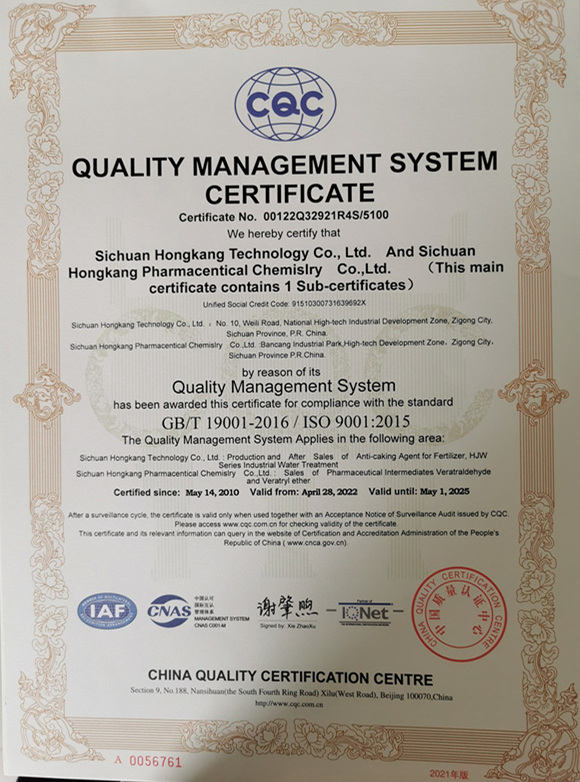 CQC
QUALITY MANAGEMENT SYSTEM
CERTIFICATE
Certificate No. 00122Q32921R4S/5100
We hereby certify that
Sichuan Hongkang Technology Co., Ltd. And Sichuan
Hongkang Pharmacentical Chemislry Co.,Ltd. （This main
certificate contains 1 Sub-certificates）
Unified Social Credit Code: 91510300731639692X
Sichuan Hongkang Technology Co., Ltd. : No. 10, Weili Road, National High-tech Industrial Development Zone, Zigong City,
Sichuan Province, P.R. China.
Sichuan Hongkang Pharmacentical Chemislry Co.,Ltd. :Bancang Industrial Park,High-tech Development Zone, Zigong City,
Sichuan Province P.R.China.
by reason of its
Quality Management System
has been awarded this certificate for compliance with the standard
GB/T 19001-2016 / ISO 9001:2015
The Quality Management System Applies in the following area:
Sichuan Hongkang Technology Co., Ltd. : Production and After Sales of Anti-caking Agent for Fertilizer, HJW
Series Industrial Water Treatment
Sichuan Hongkang Pharmacentical Chemislry Co.,Ltd. : Sales of Pharmaceutical Intermediates Veratraldehyde
and Veratryl ether
Certified since: May 14, 2010 Valid from: April 28, 2022 Valid until: May 1, 2025
After a surveillance cycle, the certificate is valid only when used together with an Acceptance Notice of Surveillance Audit issued by CQC.
Please access www.cqc.com.cn for checking validity of the certificate.
This certificate and its relevant information can query in the website of Certification and Accreditation Administration of the People's
Republic of China ( www.cnca.gov.cn).
IAF
CNAS
中国认可
国际互认
管理体系
MANAGEMENT SYSTEM
CNAS C001-M
谢肇煦
Signed by: Xie ZhaoXu
Partner of
IQNet
CHINA QUALITY CERTIFICATION CENTRE
中国质量认证中心
CHINA QUALITY CERTIFICATION CENTRE
Section 9, No.188, Nansihuan(the South Fourth Ring Road) Xilu(West Road), Beijing 100070,China
http://www.cqc.com.cn
A 0056761
2021年版